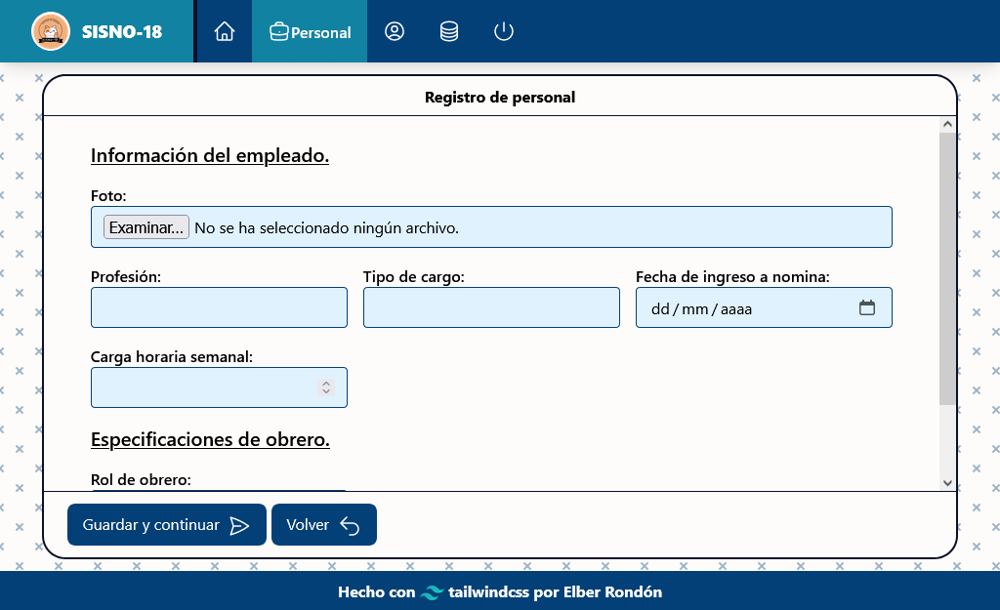 SISNO-18
Personal
Registro de personal
Información del empleado.
Foto:
Examinar... No se ha seleccionado ningún archivo.
Profesión: Tipo de cargo: Fecha de ingreso a nomina:
dd/mm/aaaa
Carga horaria semanal:
Especificaciones de obrero.
Rol de obrero:
Guardar y continuar Volver
Hecho con tailwindcss por Elber Rondón